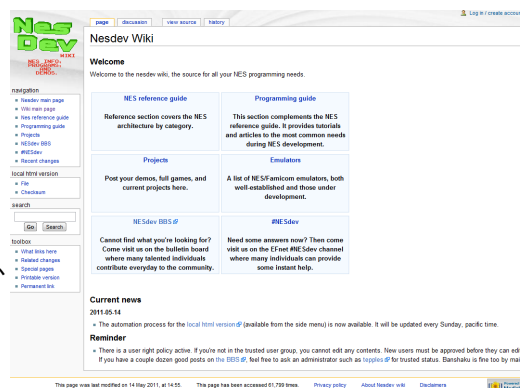 Log in / create accoun
page discussion view source history
Nes
Dev
WIKI
NES INFO,
PROGRAMS,
AND
DEMOS.
Nesdev Wiki
Welcome
Welcome to the nesdev wiki, the source for all your NES programming needs.
NES reference guide
Reference section covers the NES
architecture by category.
Programming guide
This section complements the NES
reference guide. It provides tutorials
and articles to the most common needs
during NES development.
Projects
Post your demos, full games, and
current projects here.
Emulators
A list of NES/Famicom emulators, both
well-established and those under
development.
NESdev BBS
Cannot find what you're looking for?
Come visit us on the bulletin board
where many talented individuals
contribute everyday to the community.
#NESdev
Need some answers now? Then come
visit us on the EFnet #NESdev channel
where many individuals can provide
some instant help.
Current news
2011-05-14
The automation process for the local html version (available from the side menu) is now available. It will be updated every Sunday, pacific time.
Reminder
There is a user right policy active. If you're not in the trusted user group, you cannot edit any contents. New users must be approved before they can edi
If you have a couple dozen good posts on the BBS, feel free to ask an administrator such as tepples for trusted status. Banshaku is fine too by mai
navigation
Nesdev main page
Wiki main page
Nes reference guide
Programming guide
Projects
NESdev BBS
#NESdev
Recent changes
local html version
File
Checksum
search
Go Search
toolbox
What links here
Related changes
Special pages
Printable version
Permanent link
This page was last modified on 14 May 2011, at 14:55. This page has been accessed 61,799 times. Privacy policy About Nesdev wiki Disclaimers